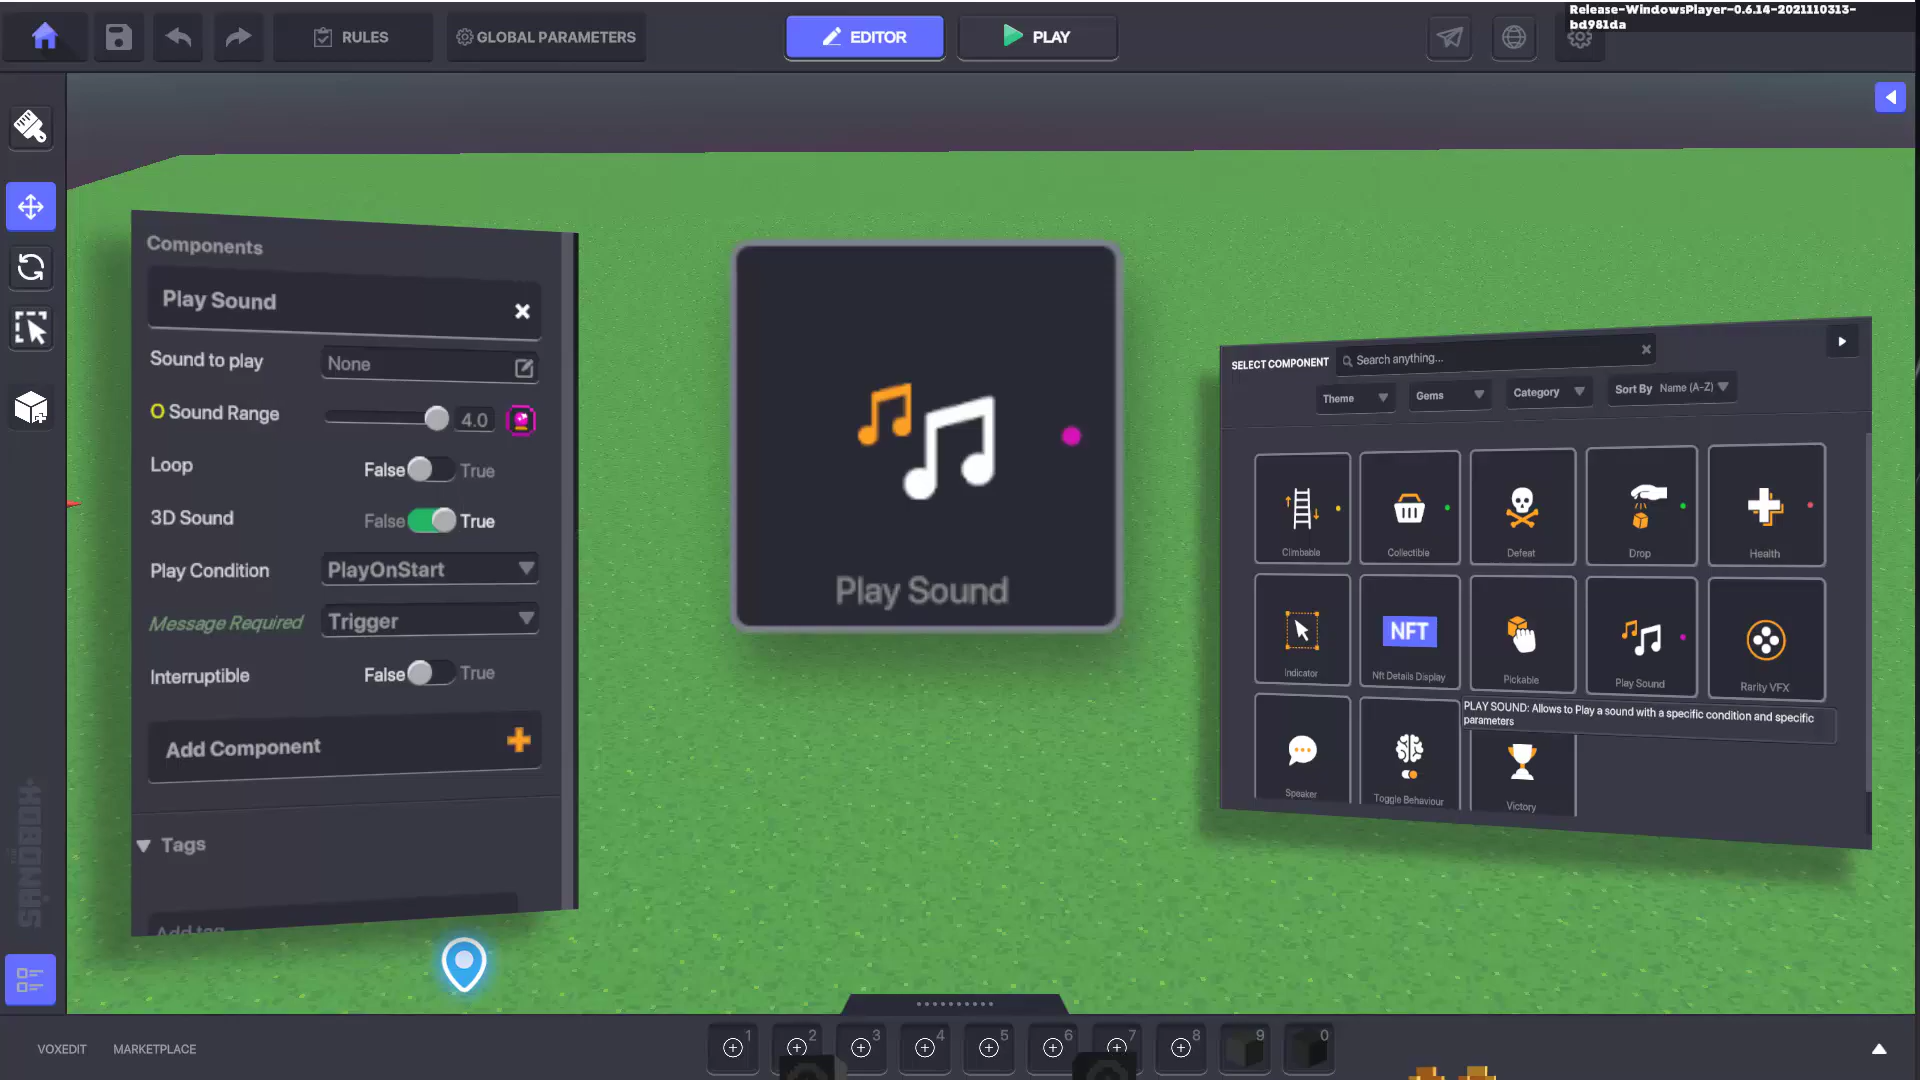 Release-WindowsPlayer-0.6.14-2021110313-
bd981da
RULES
GLOBAL PARAMETERS
EDITOR
PLAY
Components
Play Sound
Sound to play None
Sound Range 4.0
Loop False True
3D Sound False True
Play Condition PlayOnStart
Message Required Trigger
Interruptible False True
Add Component
Tags
Add tag
Play Sound
SELECT COMPONENT Search anything...
Theme Gems Category Sort By Name (A-Z)
Climbable Collectible Defeat Drop Health
NFT
Indicator Nft Details Display Pickable Play Sound Rarity VFX
PLAY SOUND: Allows to Play a sound with a specific condition and specific
parameters
Speaker Toggle Behaviour Victory
THE
SANDBOX
VOXEDIT MARKETPLACE
1 2 3 4 5 6 7 8 9 0